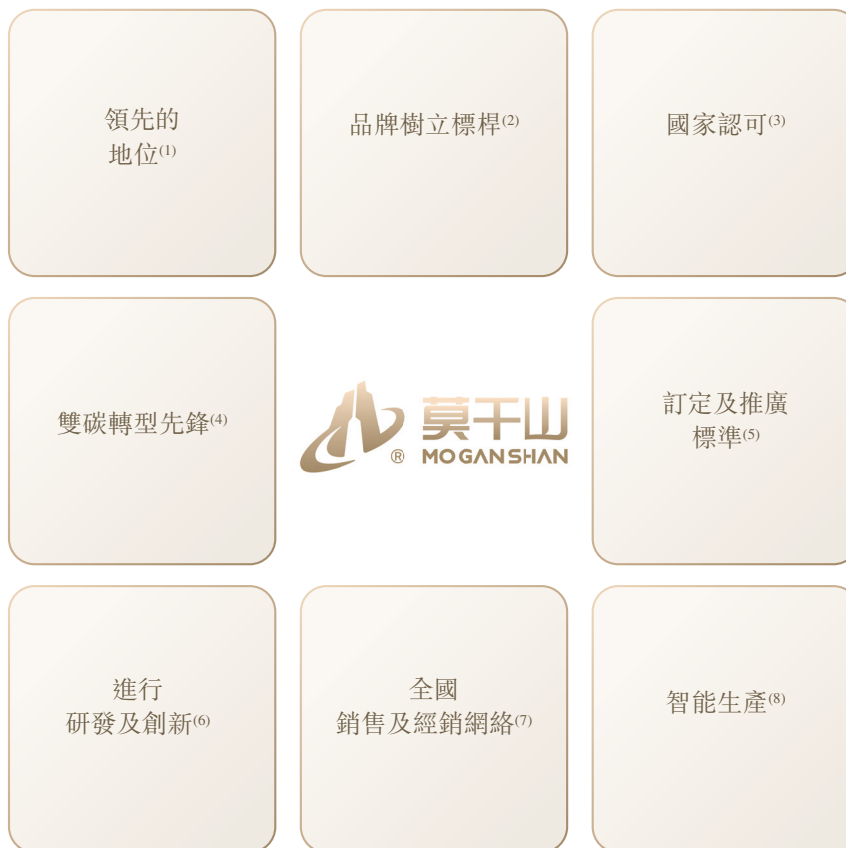 領先的
地位(1)
品牌樹立標桿(2)
國家認可(3)
雙碳轉型先鋒(4)
莫干山
®
MOGANSHAN
訂定及推廣
標準(5)
進行
研發及創新(6)
全國
銷售及經銷網絡(7)
智能生產(8)